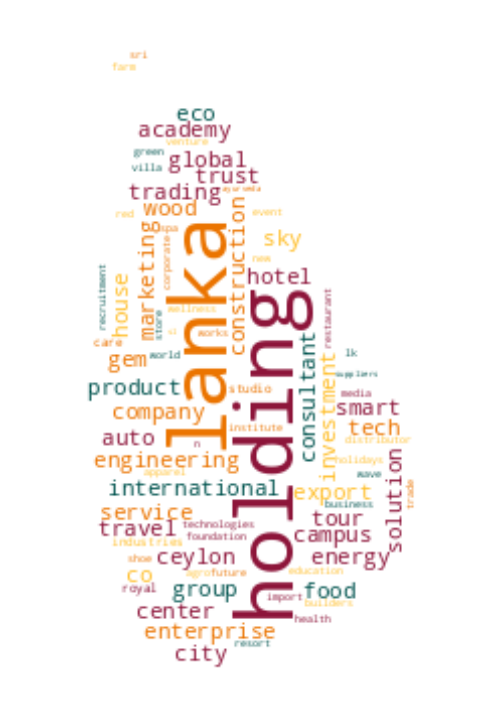 sri
farm
eco
academy
venture
green
global
villa
trust
trading
ayurveda
wood
red
event
spa
marketing
corporate
lanka
construction
sky
new
hotel
recruitment
house
store
wellness
holding
restaurant
care
works
gem
world
lk
consultant
investment
suppliers
product
studio
media
company
smart
institute
tech
auto
n
distributor
engineering
holidays
apparel
wave
solution
international
export
trade
business
service
tour
travel
technologies
foundation
campus
industries
shoe
ceylon
energy
co
agro
future
education
royal
group
import
food
builders
center
health
enterprise
resort
city